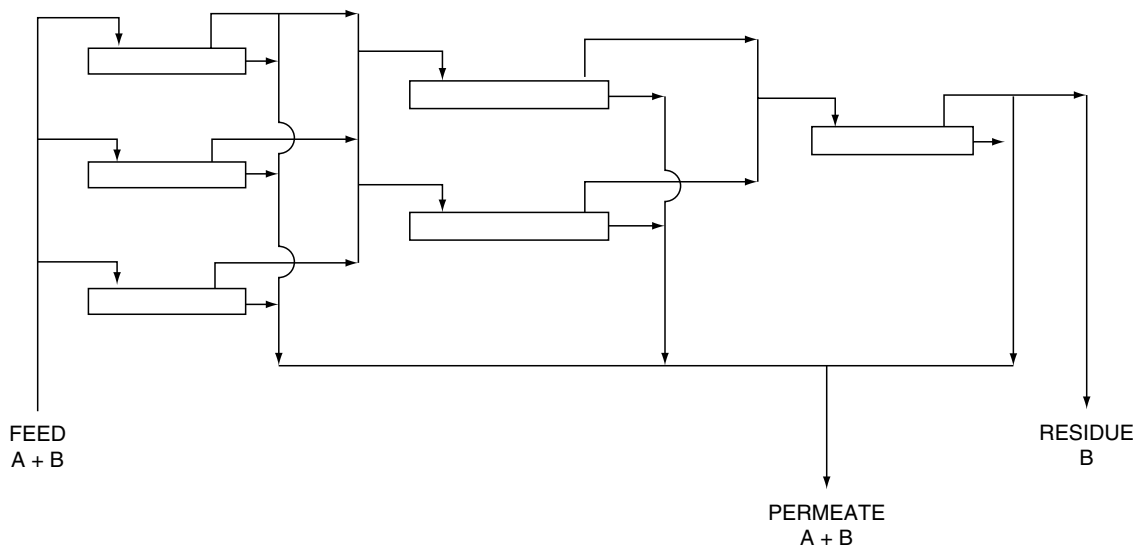 FEED
A + B
RESIDUE
B
PERMEATE
A + B